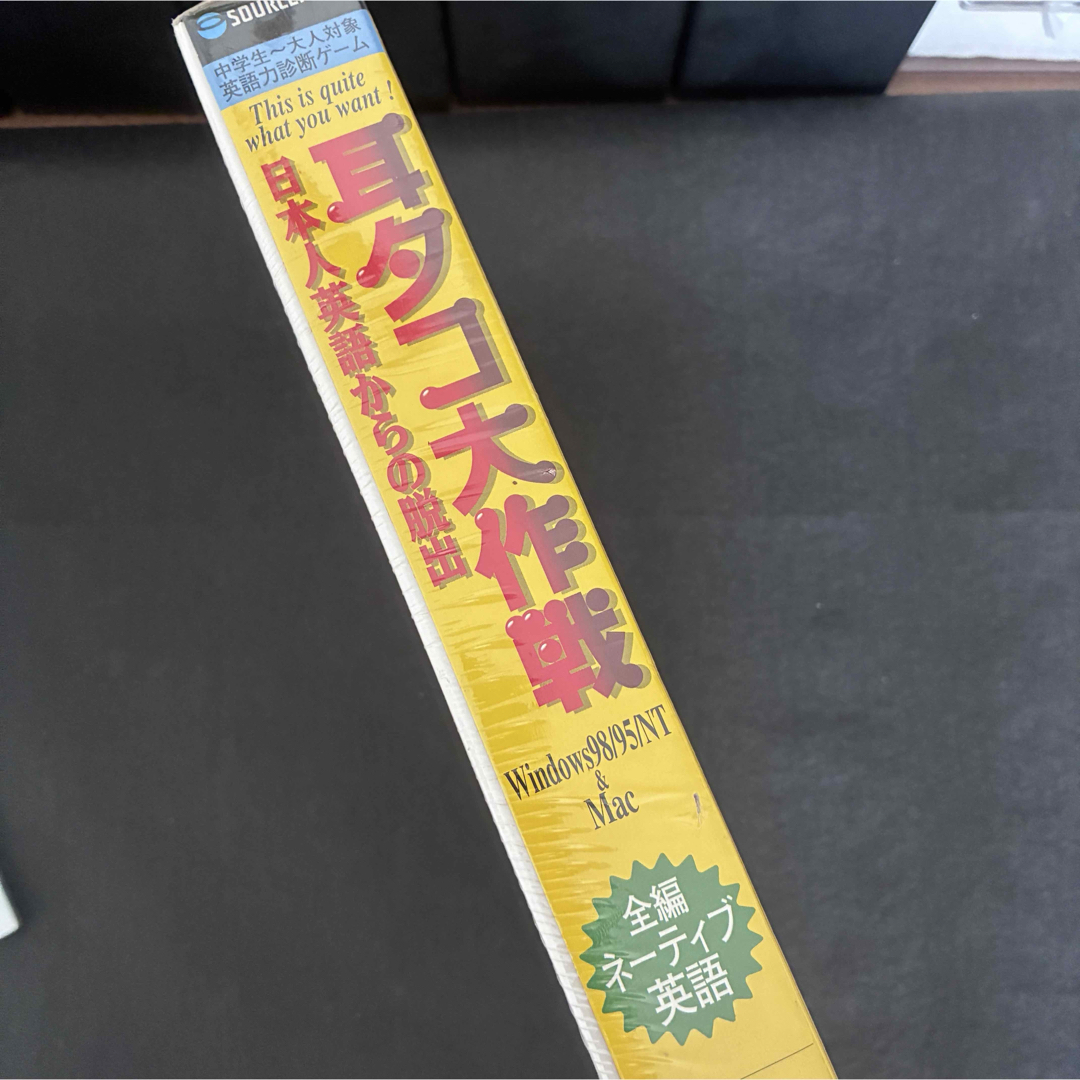 中学生～大人対象
英語力診断ゲーム
This is quite
what you want !
耳タコ大作戦
日本人英語からの脱出
Windows98/95/NT
&
Mac
全編
ネーティブ
英語